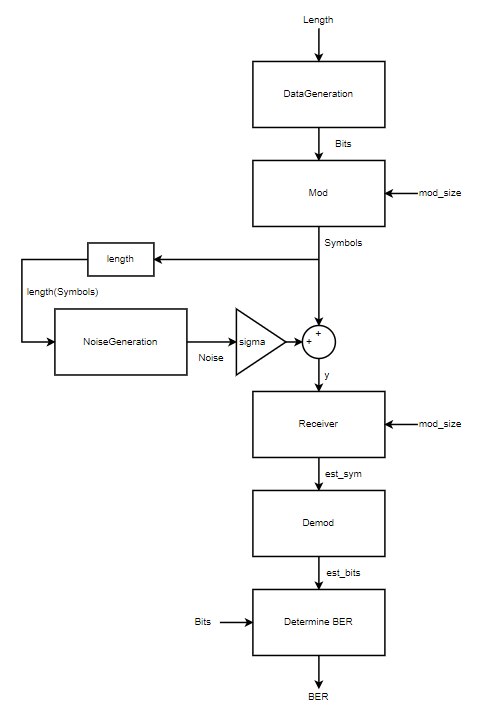 Length
DataGeneration
Bits
Mod
mod_size
Symbols
length
length(Symbols)
NoiseGeneration
Noise
sigma
+
+
y
Receiver
mod_size
est_sym
Demod
est_bits
Bits
Determine BER
BER